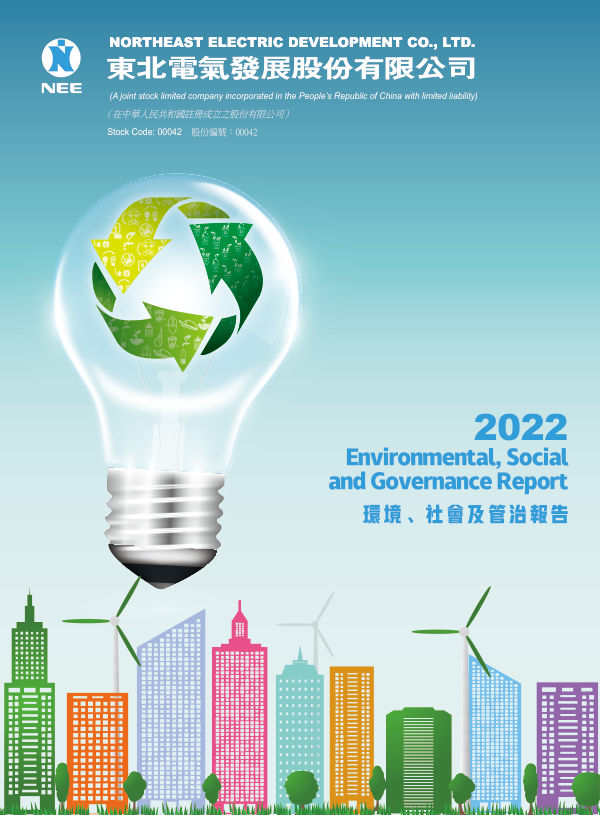 NEE
NORTHEAST ELECTRIC DEVELOPMENT CO., LTD.
東北電氣發展股份有限公司
(A joint stock limited company incorporated in the People's Republic of China with limited liability)
（在中華人民共和國註冊成立之股份有限公司）
Stock Code: 00042 股份編號：00042
2022
Environmental, Social
and Governance Report
環境、社會及管治報告